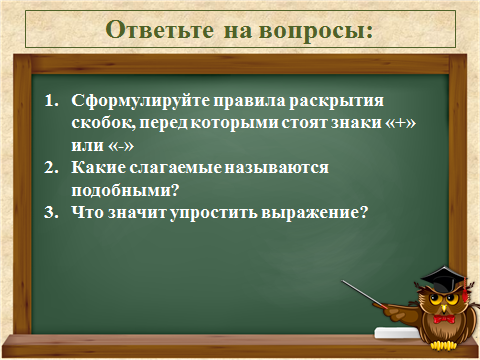 Ответьте на вопросы:
1. Сформулируйте правила раскрытия
скобок, перед которыми стоят знаки «+»
или «-»
2. Какие слагаемые называются
подобными?
3. Что значит упростить выражение?